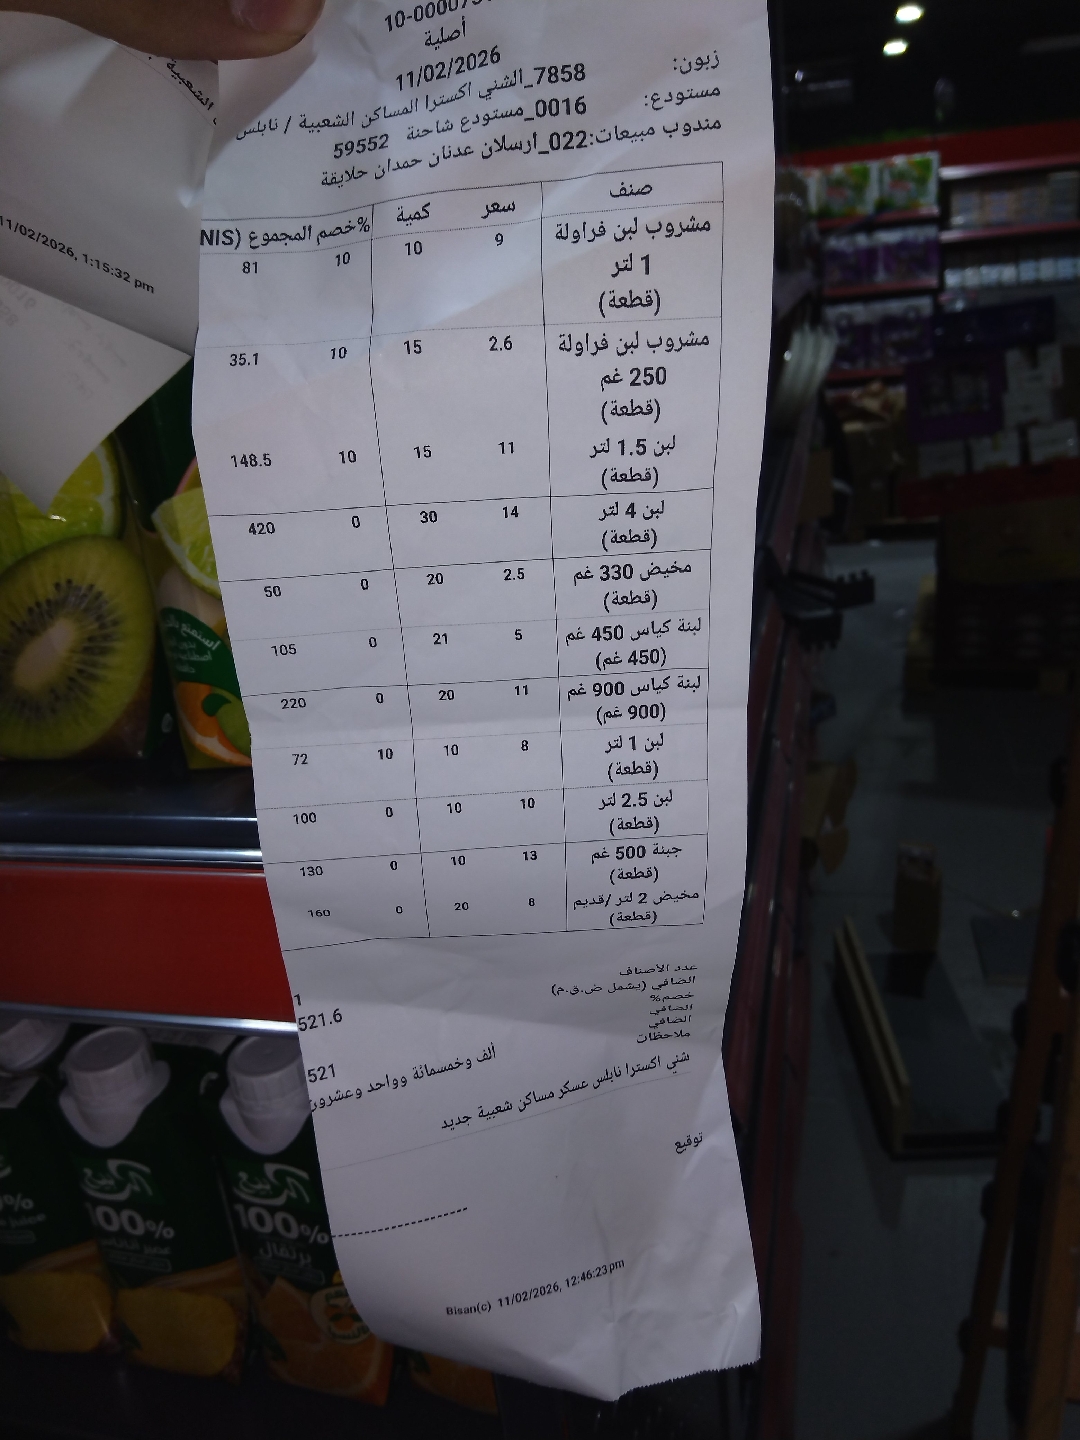 أصلية
11/02/2026
زبون: 7858_الشني اكسترا المساكن الشعبية / نابلس
مستودع: 0016_مستودع شاحنة 59552
مندوب مبيعات:022_ارسلان عدنان حمدان حلايقة
صنف سعر كمية %خصم المجموع (NIS
مشروب لبن فراولة 9 10 10 81
1 لتر
(قطعة)
مشروب لبن فراولة 2.6 15 10 35.1
250 غم
(قطعة)
لبن 1.5 لتر 11 15 10 148.5
(قطعة)
لبن 4 لتر 14 30 0 420
(قطعة)
مخيض 330 غم 2.5 20 0 50
(قطعة)
لبنة كياس 450 غم 5 21 0 105
(450 غم)
لبنة كياس 900 غم 11 20 0 220
(900 غم)
لبن 1 لتر 8 10 10 72
(قطعة)
لبن 2.5 لتر 10 10 0 100
(قطعة)
جبنة 500 غم 13 10 0 130
(قطعة)
مخيض 2 لتر /قديم 8 20 0 160
(قطعة)
عدد الأصناف 1
الصافي (يشمل ض.ق.م) 521.6
خصم%
الصافي
الصافي 521
ملاحظات ألف وخمسمائة وواحد وعشرون
شني اكسترا نابلس عسكر مساكن شعبية جديد
توقيع
Bisan(c) 11/02/2026, 12:46:23pm
11/02/2026, 1:15:32 pm
الشعبية
استمتع
100%
100%
برتقال